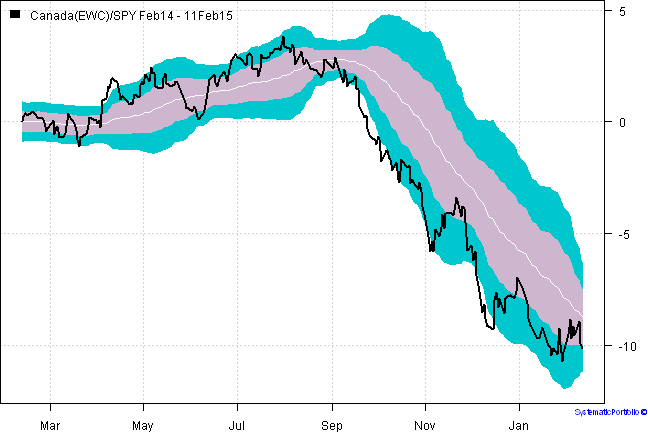 Canada(EWC)/SPY Feb14 - 11Feb15
5
0
-5
-10
Mar May Jul Sep Nov Jan
SystematicPortfolio ©